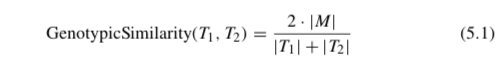 GenotypicSimilarity(T₁, T₂) = 2 · |M| / |T₁| + |T₂| (5.1)